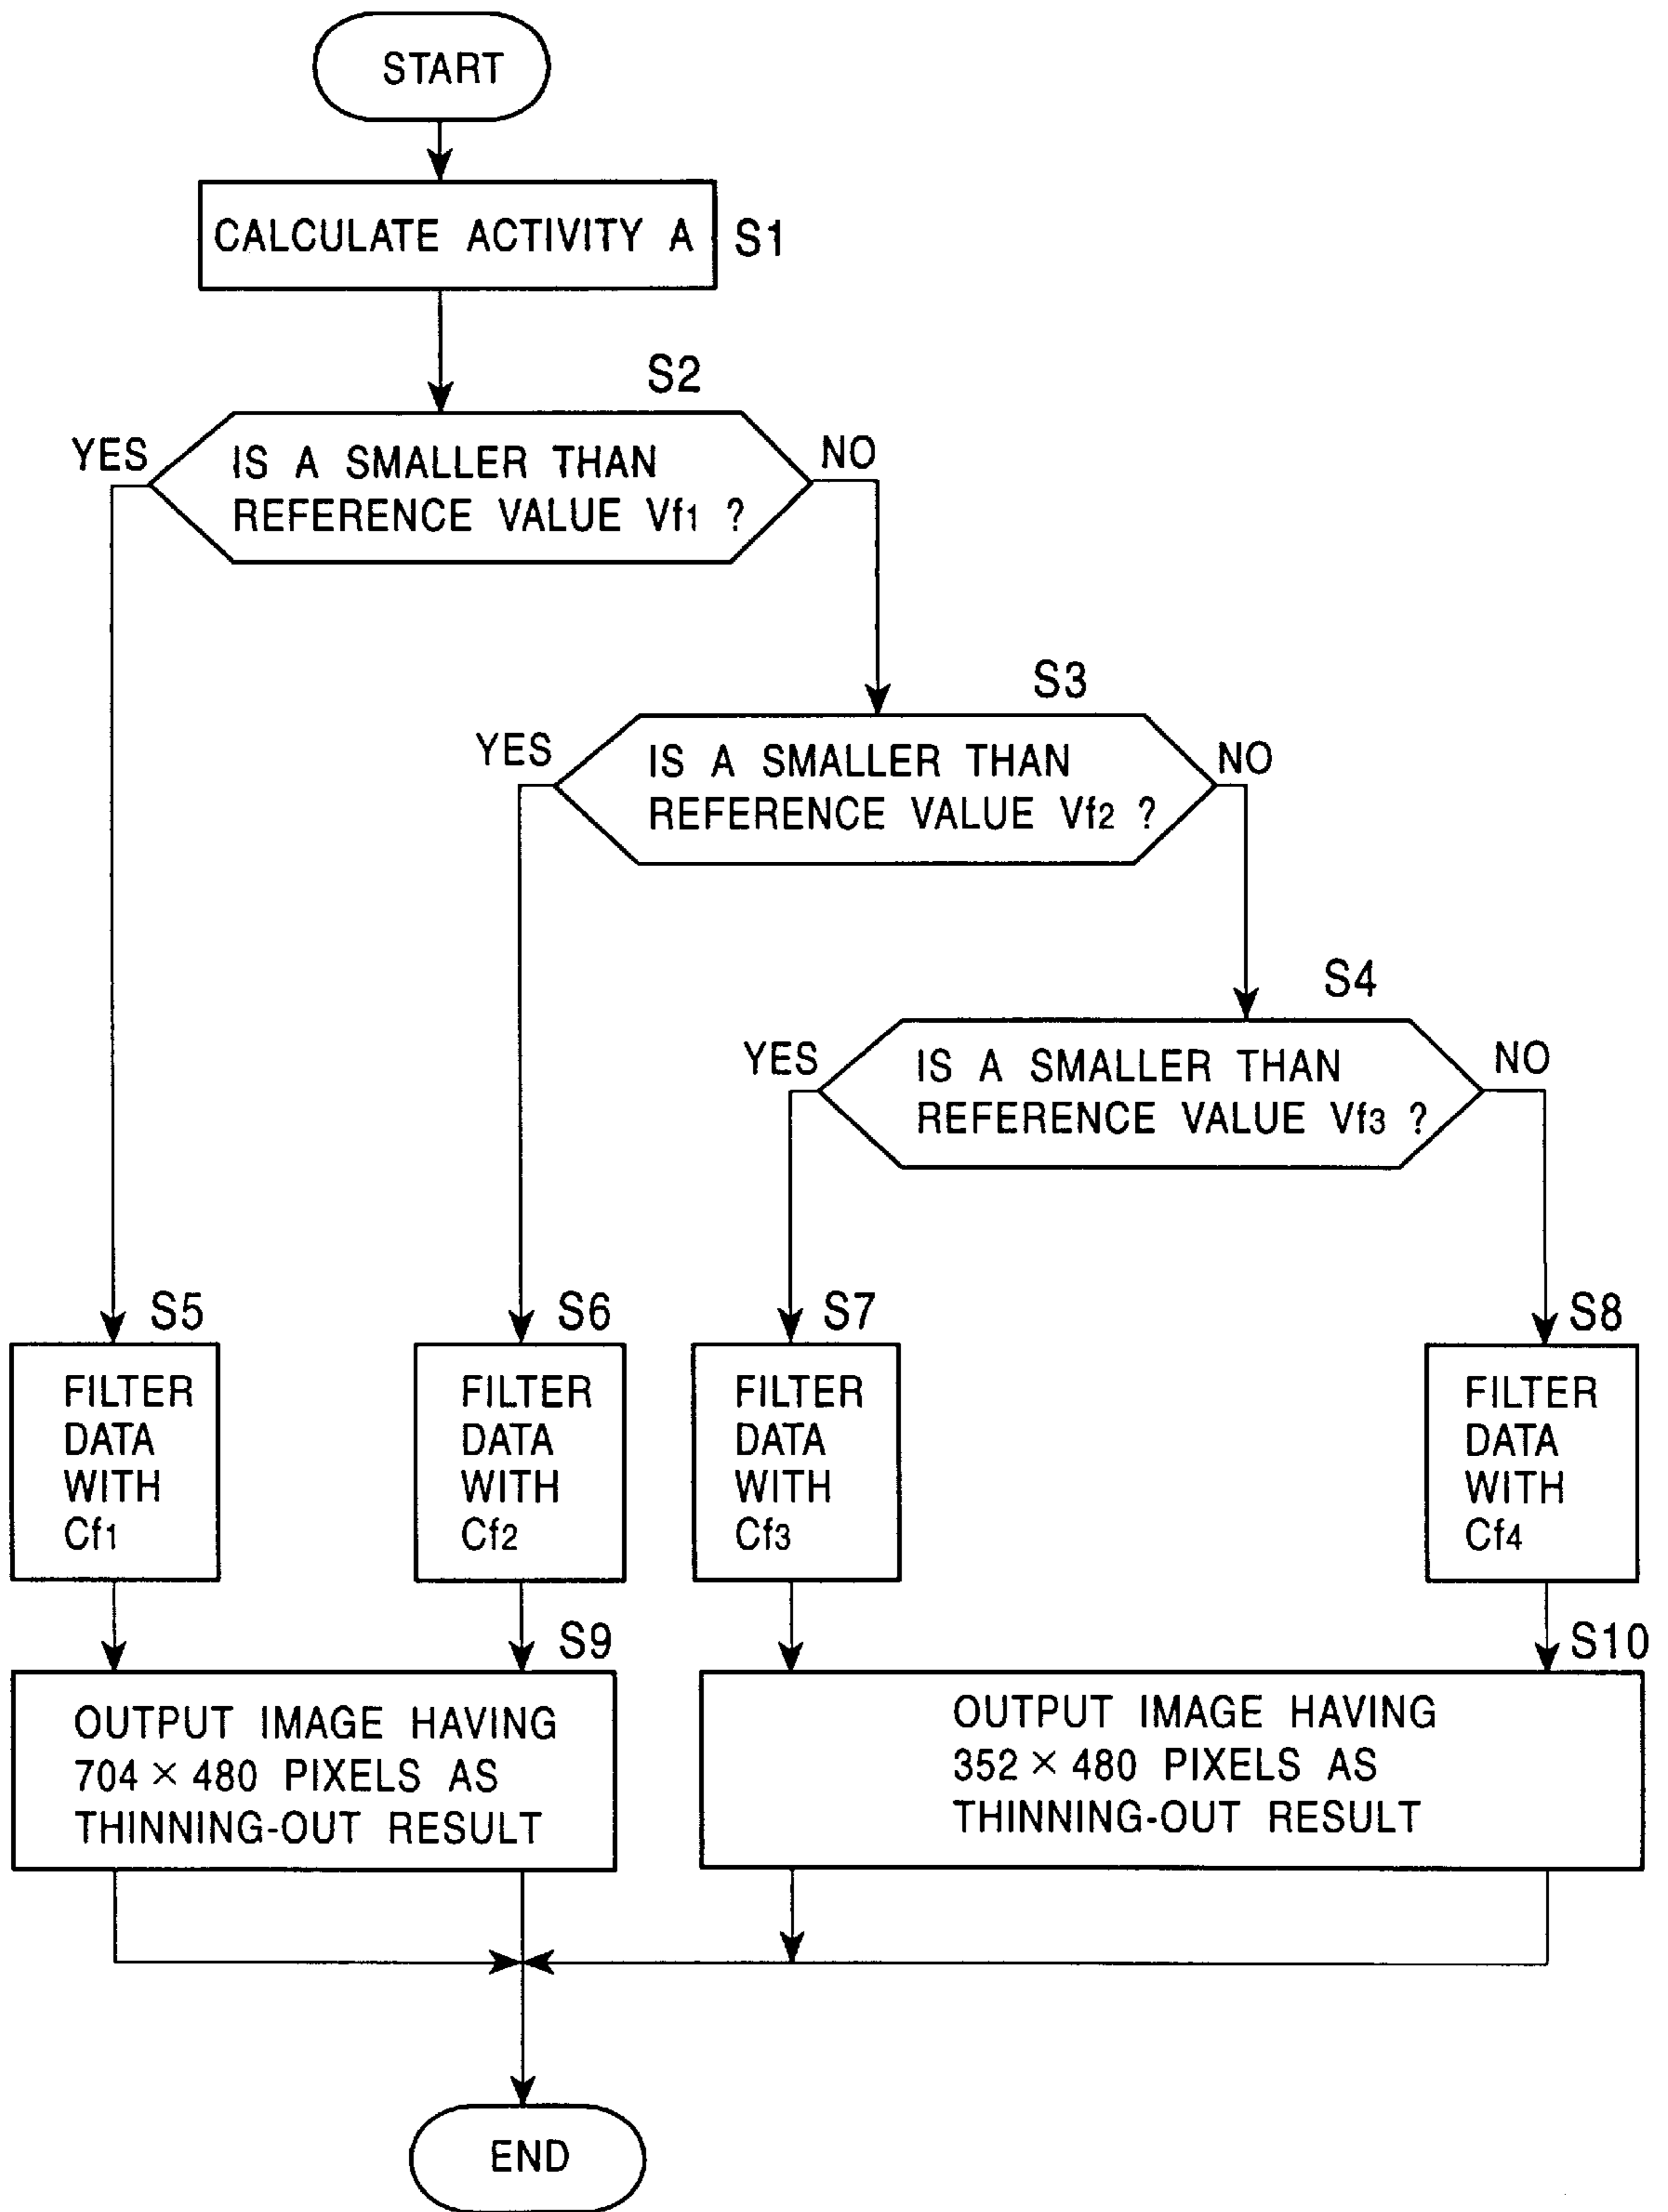 START
CALCULATE ACTIVITY A
S1
S2
YES
NO
IS A SMALLER THAN
REFERENCE VALUE Vf1 ?
S3
YES
NO
IS A SMALLER THAN
REFERENCE VALUE Vf2 ?
S4
YES
NO
IS A SMALLER THAN
REFERENCE VALUE Vf3 ?
S5
FILTER
DATA
WITH
Cf1
S6
FILTER
DATA
WITH
Cf2
S7
FILTER
DATA
WITH
Cf3
S8
FILTER
DATA
WITH
Cf4
S9
OUTPUT IMAGE HAVING
704 × 480 PIXELS AS
THINNING-OUT RESULT
S10
OUTPUT IMAGE HAVING
352 × 480 PIXELS AS
THINNING-OUT RESULT
END